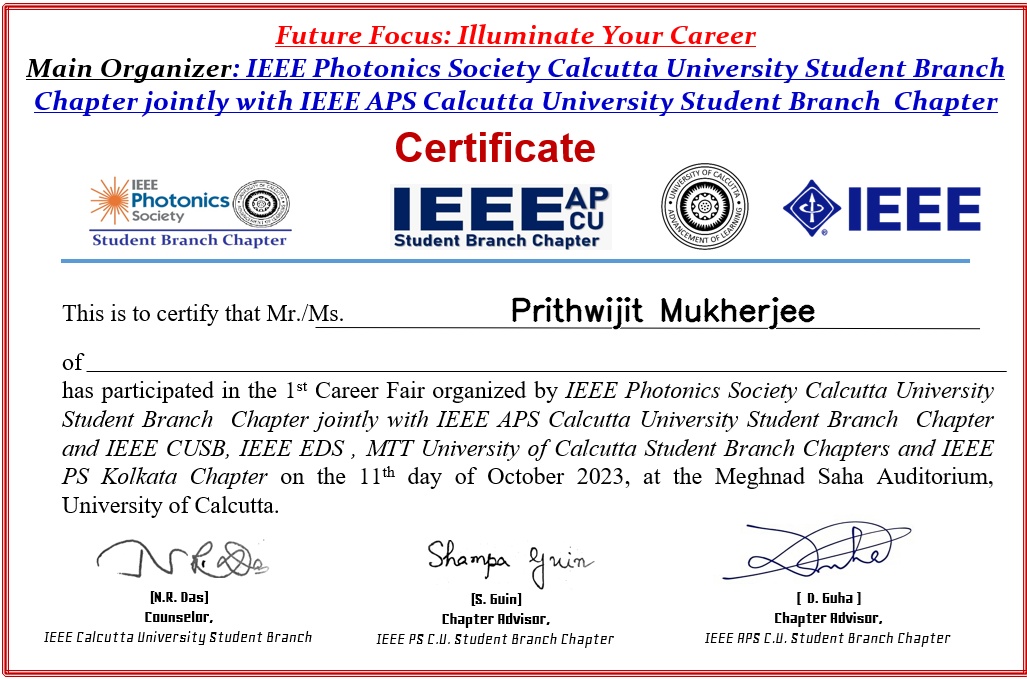 Future Focus: Illuminate Your Career
Main Organizer: IEEE Photonics Society Calcutta University Student Branch
Chapter jointly with IEEE APS Calcutta University Student Branch Chapter
Certificate
IEEE
Photonics
Society
Student Branch Chapter
IEEE AP CU
Student Branch Chapter
UNIVERSITY OF CALCUTTA
ADVANCEMENT OF LEARNING
IEEE
This is to certify that Mr./Ms. Prithwijit Mukherjee
of
has participated in the 1st Career Fair organized by IEEE Photonics Society Calcutta University
Student Branch Chapter jointly with IEEE APS Calcutta University Student Branch Chapter
and IEEE CUSB, IEEE EDS , MTT University of Calcutta Student Branch Chapters and IEEE
PS Kolkata Chapter on the 11th day of October 2023, at the Meghnad Saha Auditorium,
University of Calcutta.
N.R. Das
Shampa Guin
[N.R. Das]
Counselor,
IEEE Calcutta University Student Branch
[S. Guin]
Chapter Advisor,
IEEE PS C.U. Student Branch Chapter
[ D. Guha ]
Chapter Advisor,
IEEE APS C.U. Student Branch Chapter